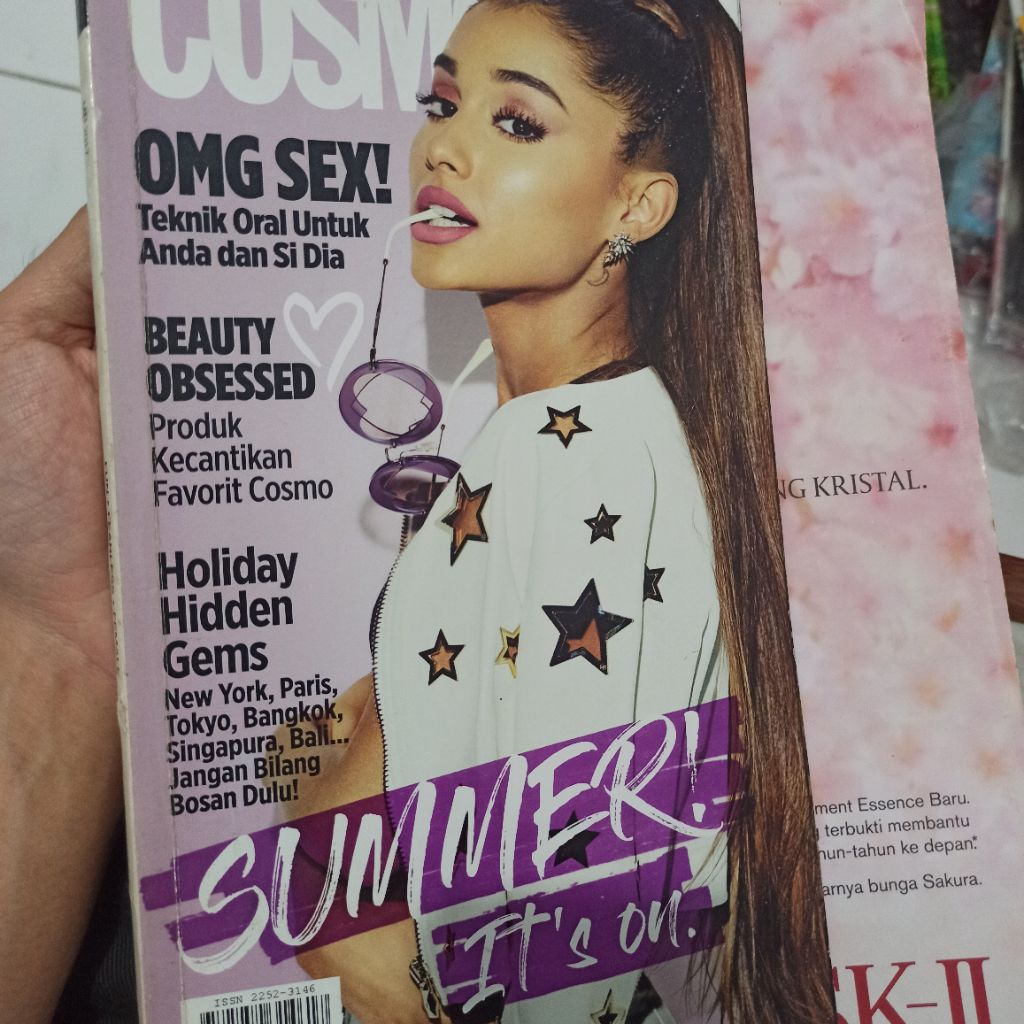 COSM
OMG SEX!
Teknik Oral Untuk
Anda dan Si Dia
BEAUTY
OBSESSED
Produk
Kecantikan
Favorit Cosmo
Holiday
Hidden
Gems
New York, Paris,
Tokyo, Bangkok,
Singapura, Bali...
Jangan Bilang
Bosan Dulu!
SUMMER!
It's on.
ISSN 2252-3146
NG KRISTAL.
ment Essence Baru.
terbukti membantu
hun-tahun ke depan.*
arnya bunga Sakura.
SK-II